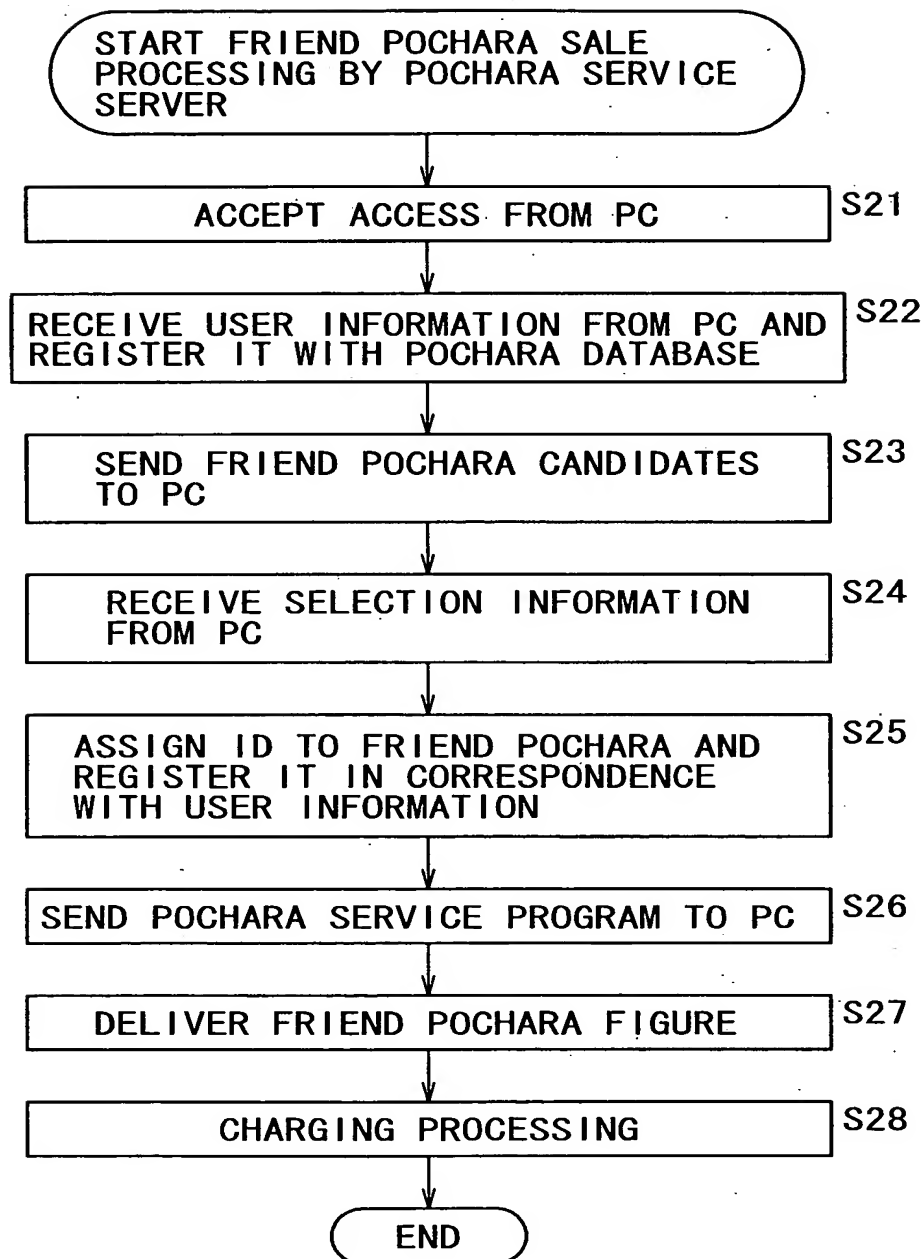 START FRIEND POCHARA SALE
PROCESSING BY POCHARA SERVICE
SERVER
ACCEPT ACCESS FROM PC
S21
RECEIVE USER INFORMATION FROM PC AND
REGISTER IT WITH POCHARA DATABASE
S22
SEND FRIEND POCHARA CANDIDATES
TO PC
S23
RECEIVE SELECTION INFORMATION
FROM PC
S24
ASSIGN ID TO FRIEND POCHARA AND
REGISTER IT IN CORRESPONDENCE
WITH USER INFORMATION
S25
SEND POCHARA SERVICE PROGRAM TO PC
S26
DELIVER FRIEND POCHARA FIGURE
S27
CHARGING PROCESSING
S28
END